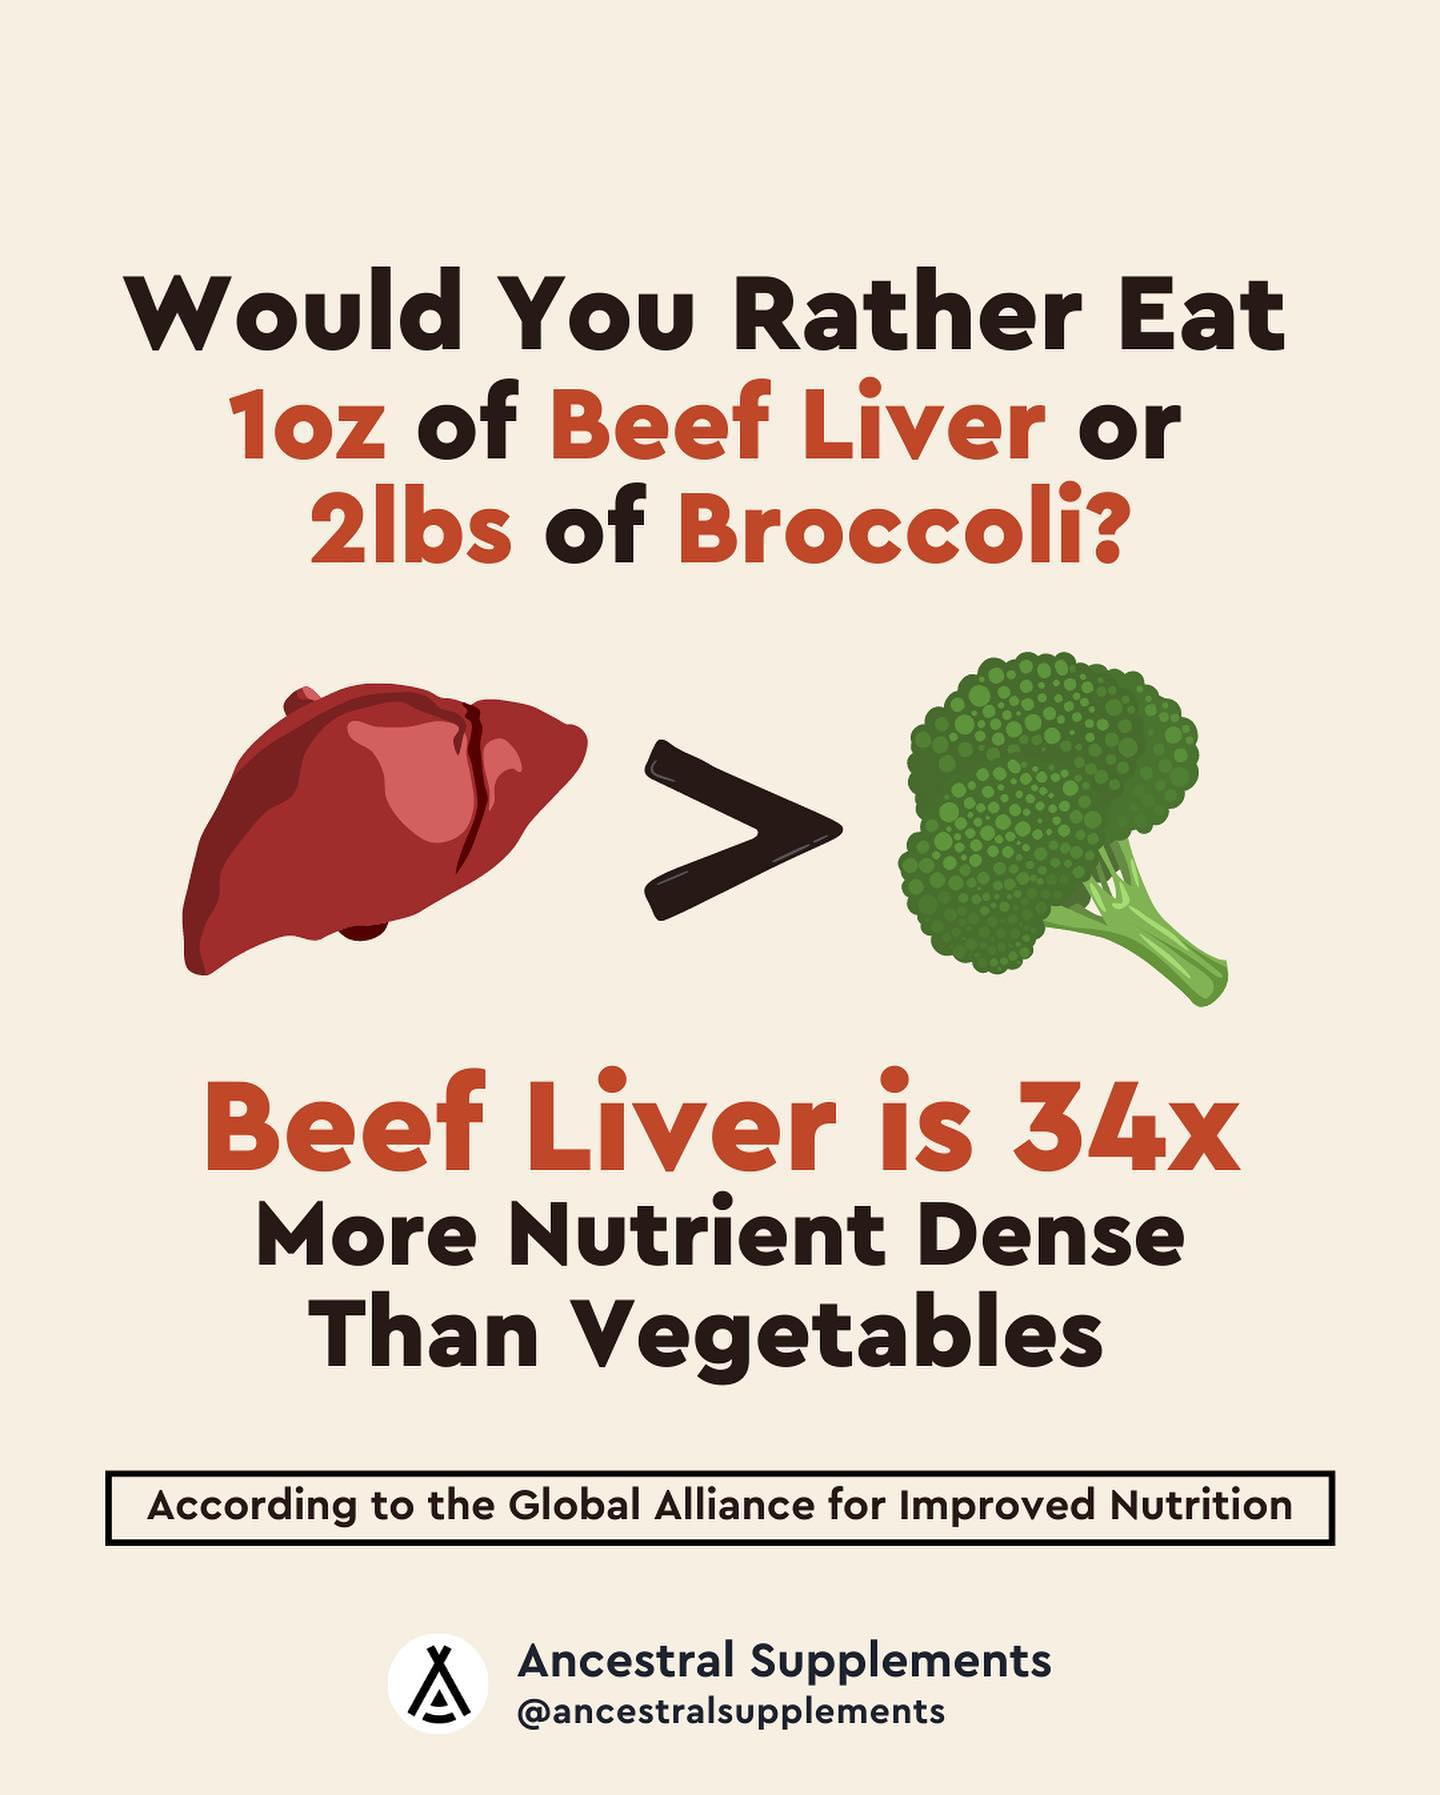 Would You Rather Eat
1oz of Beef Liver or
2lbs of Broccoli?
>
Beef Liver is 34x
More Nutrient Dense
Than Vegetables
According to the Global Alliance for Improved Nutrition
Ancestral Supplements
@ancestralsupplements